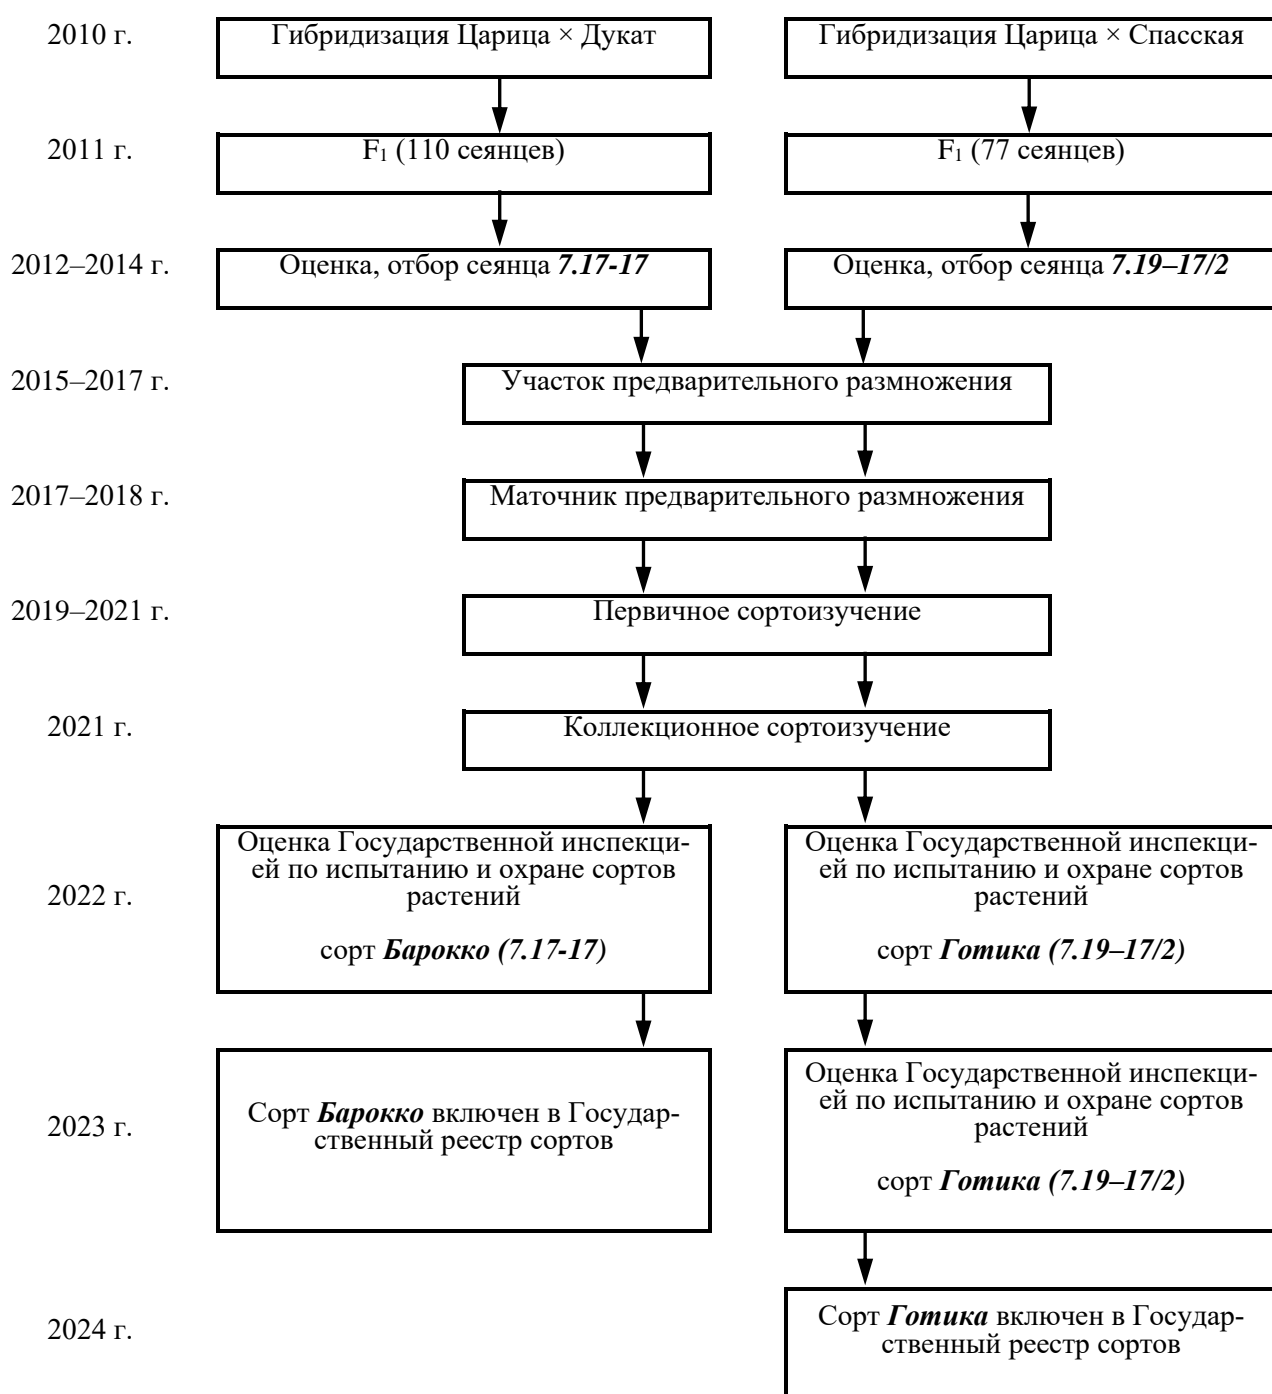 2010 г.
Гибридизация Царица × Дукат
Гибридизация Царица × Спасская
2011 г.
F₁ (110 сеянцев)
F₁ (77 сеянцев)
2012–2014 г.
Оценка, отбор сеянца 7.17-17
Оценка, отбор сеянца 7.19–17/2
2015–2017 г.
Участок предварительного размножения
2017–2018 г.
Маточник предварительного размножения
2019–2021 г.
Первичное сортоизучение
2021 г.
Коллекционное сортоизучение
2022 г.
Оценка Государственной инспекци-
ей по испытанию и охране сортов
растений
сорт Барокко (7.17-17)
Оценка Государственной инспекци-
ей по испытанию и охране сортов
растений
сорт Готика (7.19–17/2)
2023 г.
Сорт Барокко включен в Государ-
ственный реестр сортов
Оценка Государственной инспекци-
ей по испытанию и охране сортов
растений
сорт Готика (7.19–17/2)
2024 г.
Сорт Готика включен в Государ-
ственный реестр сортов